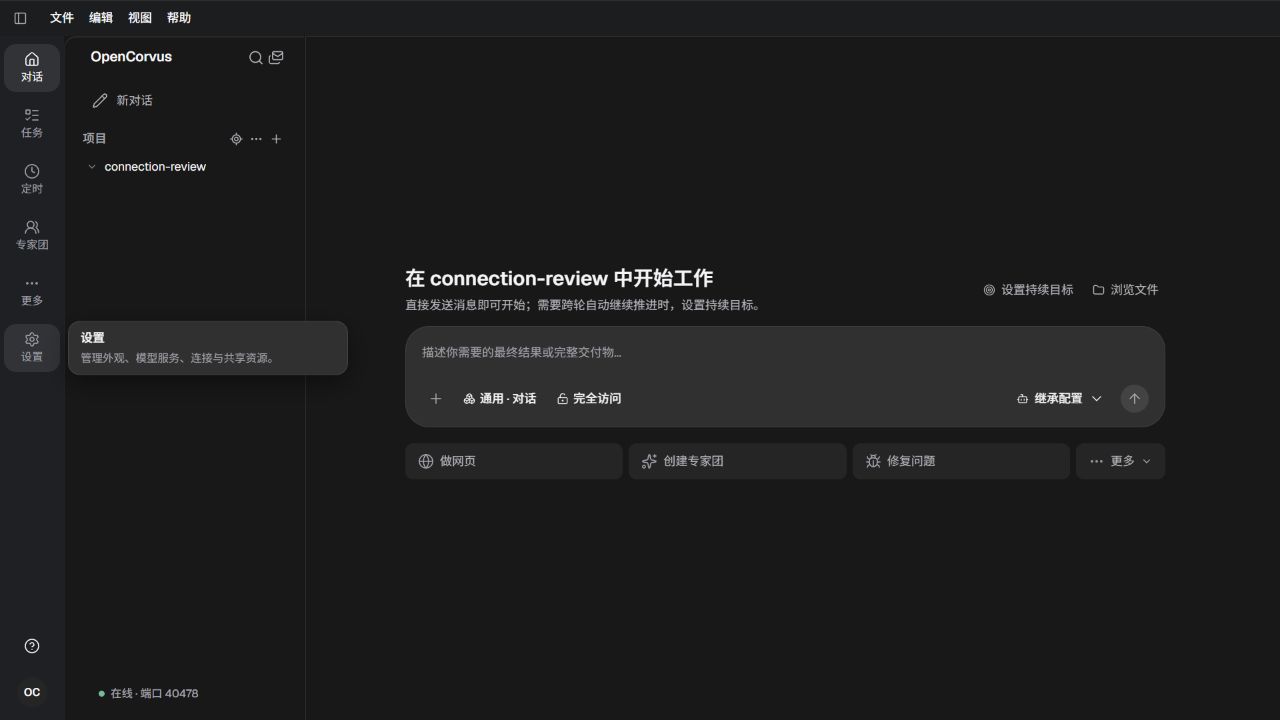 文件 编辑 视图 帮助
对话
任务
定时
专家团
更多
设置
OC
OpenCorvus
新对话
项目
connection-review
设置
管理外观、模型服务、连接与共享资源。
在线 · 端口 40478
在 connection-review 中开始工作
直接发送消息即可开始；需要跨轮自动继续推进时，设置持续目标。
设置持续目标 浏览文件
描述你需要的最终结果或完整交付物...
通用 · 对话 完全访问 继承配置
做网页 创建专家团 修复问题 更多